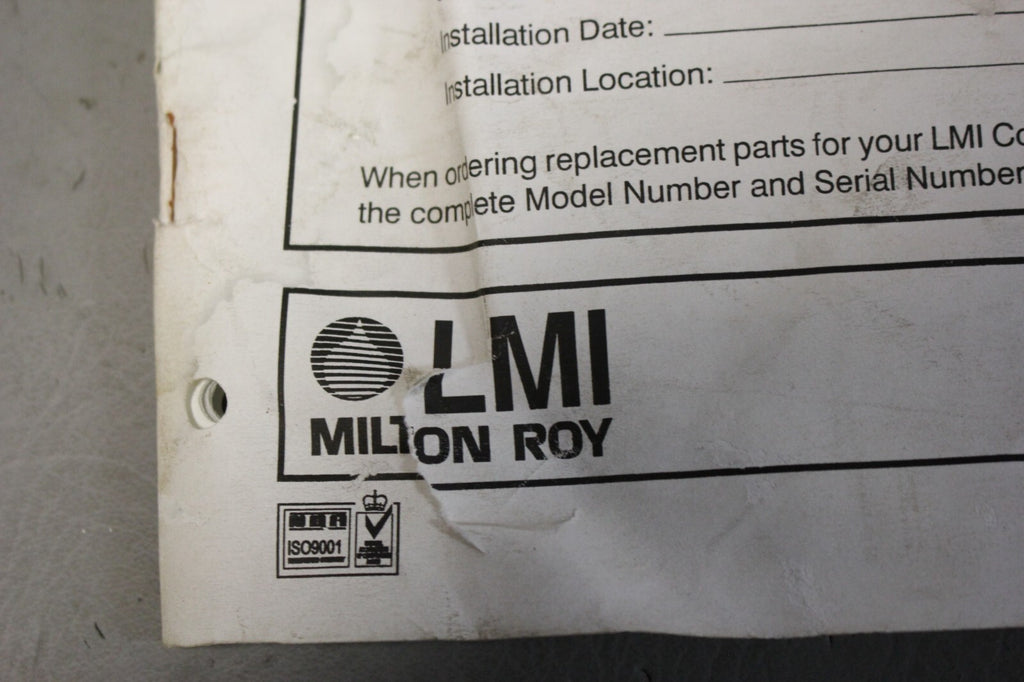 Installation Date:
Installation Location:
When ordering replacement parts for your LMI Co
the complete Model Number and Serial Number
LMI
MILTON ROY
ISO9001